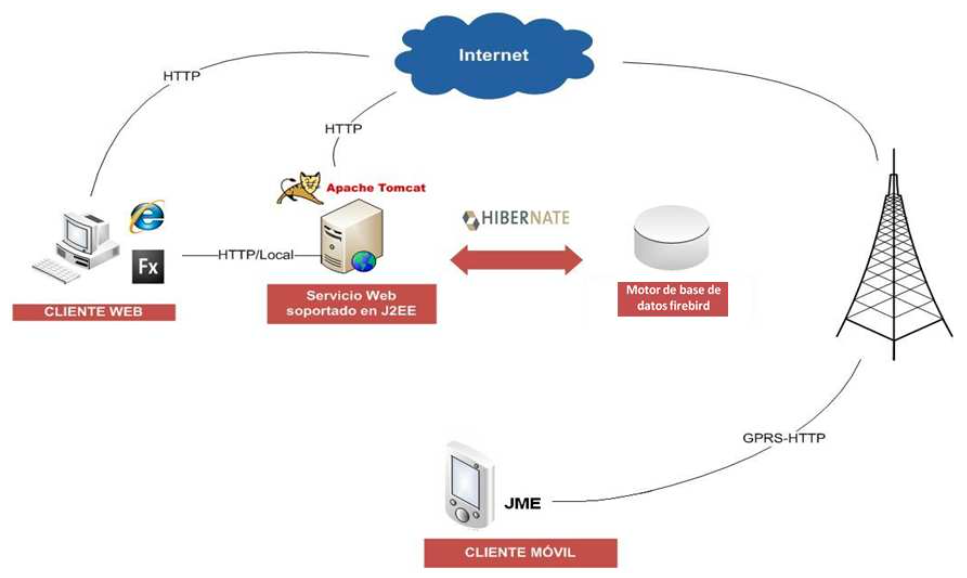 Internet
HTTP
HTTP
Apache Tomcat
HIBERNATE
Fx
HTTP/Local
CLIENTE WEB
Servicio Web
soportado en J2EE
Motor de base de
datos firebird
GPRS-HTTP
JME
CLIENTE MÓVIL